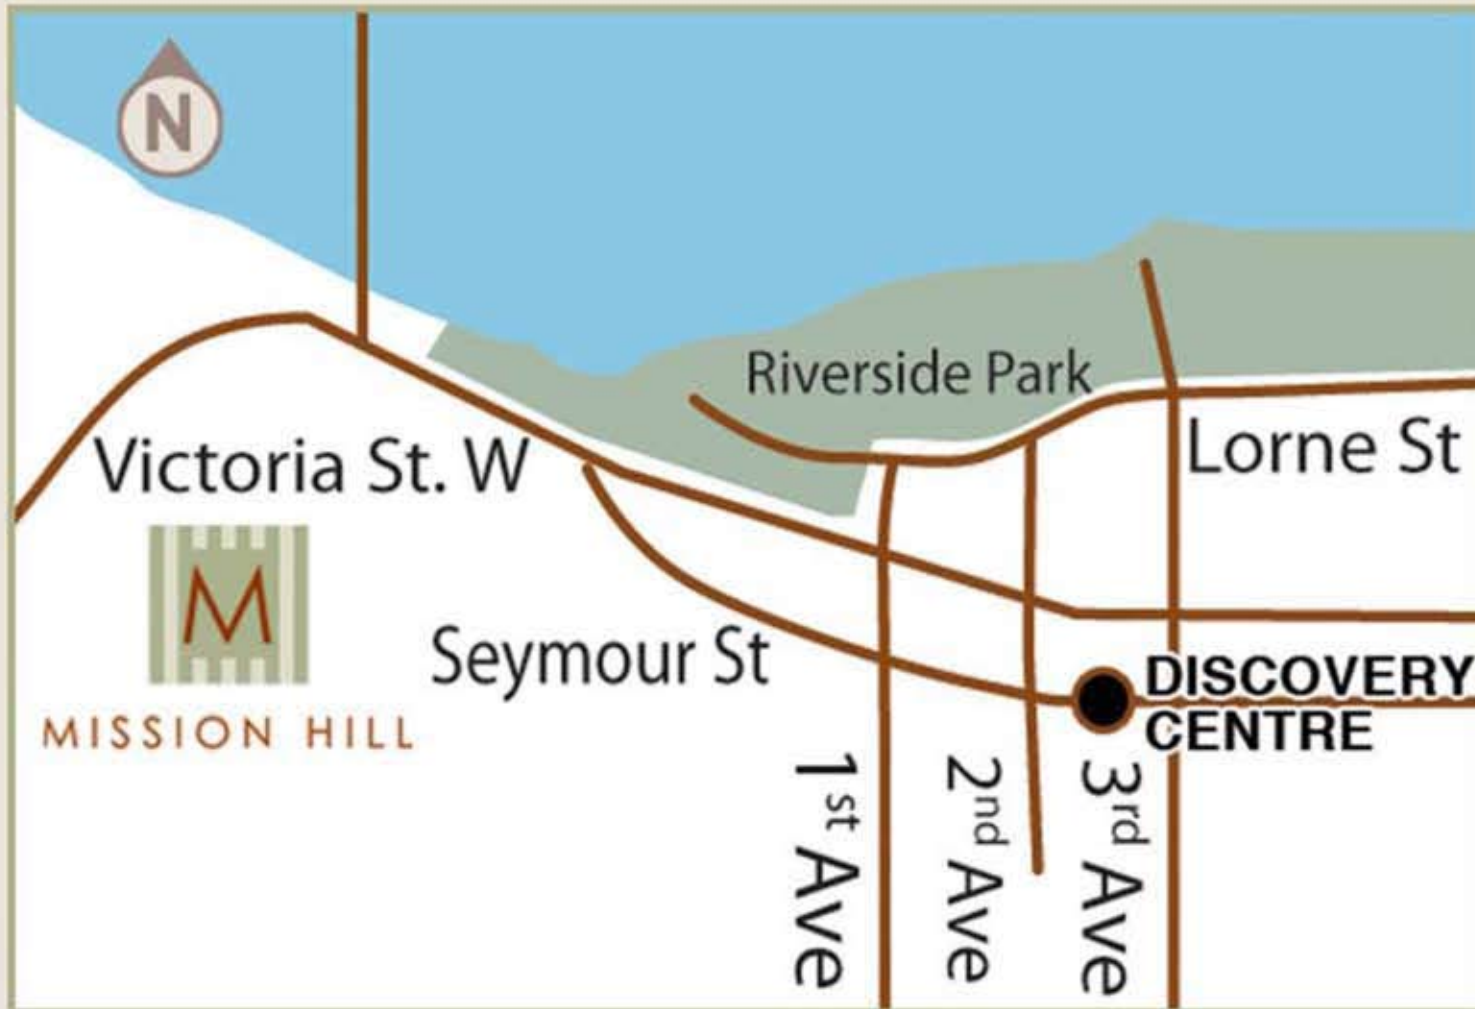 N
Riverside Park
Lorne St
Victoria St. W
M
MISSION HILL
Seymour St
DISCOVERY
CENTRE
1st Ave
2nd Ave
3rd Ave